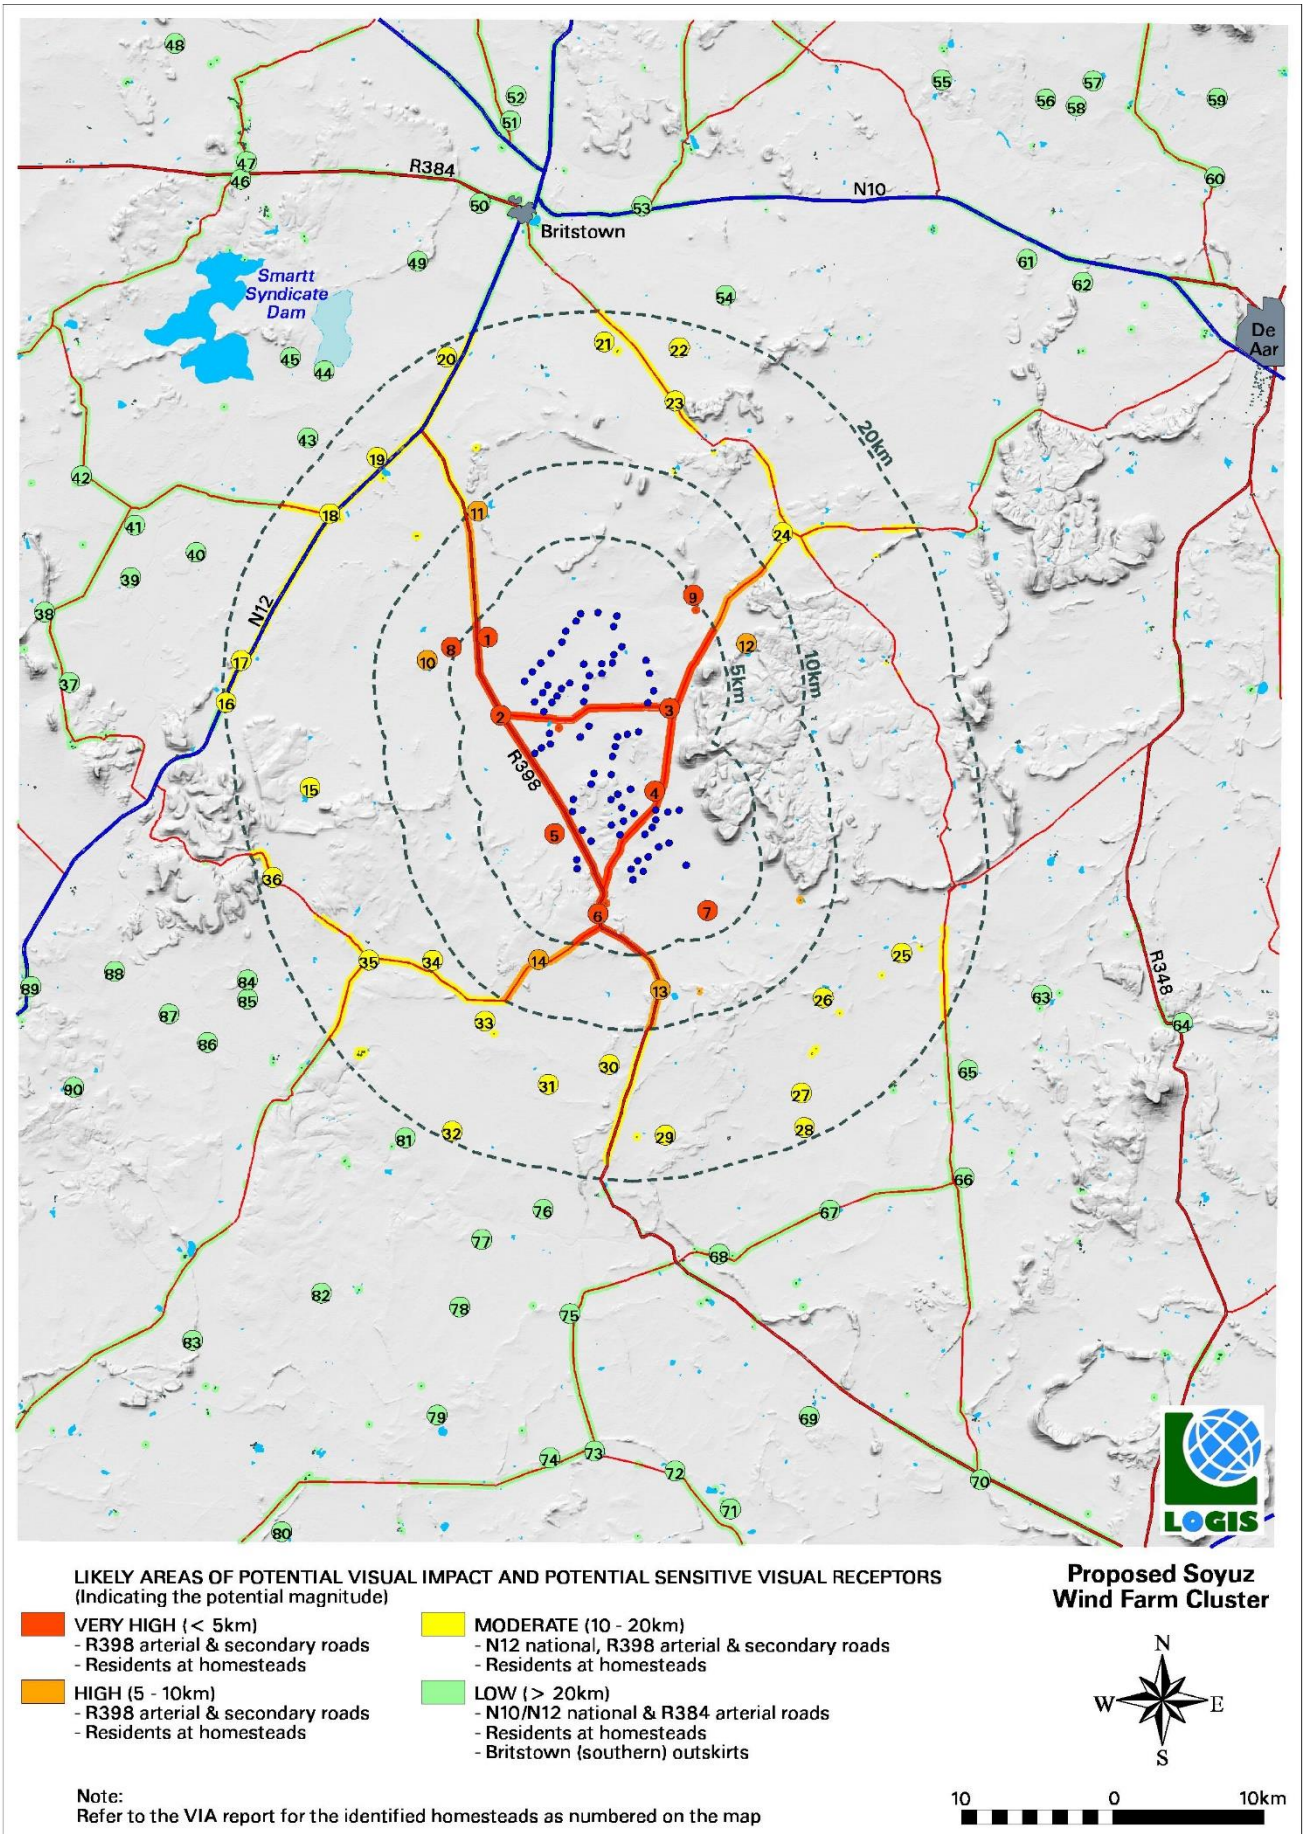 48
52
51
55
57
56
58
59
47
46
R384
50
N10
53
60
Britstown
49
61
62
Smartt
Syndicate
Dam
54
De
Aar
45
44
20
21
22
23
43
19
20km
42
18
11
41
24
40
39
38
N12
9
1
8
10
12
17
37
10km
5km
16
2
3
R398
15
4
5
36
6
7
35
34
14
25
88
84
85
89
13
26
63
R348
87
33
64
86
30
90
31
65
27
32
81
29
28
66
76
67
77
68
82
78
75
83
79
69
74
73
72
70
71
80
LOGIS
LIKELY AREAS OF POTENTIAL VISUAL IMPACT AND POTENTIAL SENSITIVE VISUAL RECEPTORS
(Indicating the potential magnitude)
VERY HIGH (< 5km)
- R398 arterial & secondary roads
- Residents at homesteads
HIGH (5 - 10km)
- R398 arterial & secondary roads
- Residents at homesteads
MODERATE (10 - 20km)
- N12 national, R398 arterial & secondary roads
- Residents at homesteads
LOW (> 20km)
- N10/N12 national & R384 arterial roads
- Residents at homesteads
- Britstown (southern) outskirts
Note:
Refer to the VIA report for the identified homesteads as numbered on the map
Proposed Soyuz
Wind Farm Cluster
N
W E
S
10 0 10km